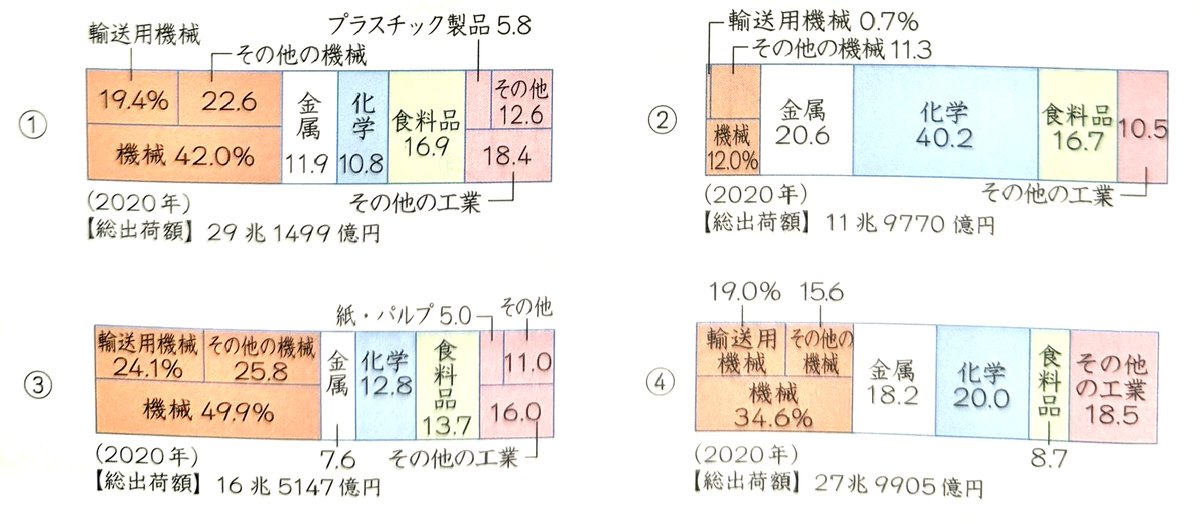 ①
輸送用機械
19.4%
その他の機械
22.6
機械 42.0%
金属
11.9
化学
10.8
食料品
16.9
プラスチック製品 5.8
その他
12.6
18.4
その他の工業
(2020年)
【総出荷額】 29兆1499億円
②
輸送用機械 0.7%
その他の機械 11.3
機械
12.0%
金属
20.6
化学
40.2
食料品
16.7
10.5
その他の工業
(2020年)
【総出荷額】 11兆9770億円
③
輸送用機械
24.1%
その他の機械
25.8
機械 49.9%
金属
7.6
化学
12.8
食料品
13.7
紙・パルプ 5.0
その他
11.0
16.0
その他の工業
(2020年)
【総出荷額】 16兆5147億円
④
19.0%
輸送用
機械
15.6
その他の
機械
機械
34.6%
金属
18.2
化学
20.0
食料品
8.7
その他
の工業
18.5
(2020年)
【総出荷額】 27兆9905億円